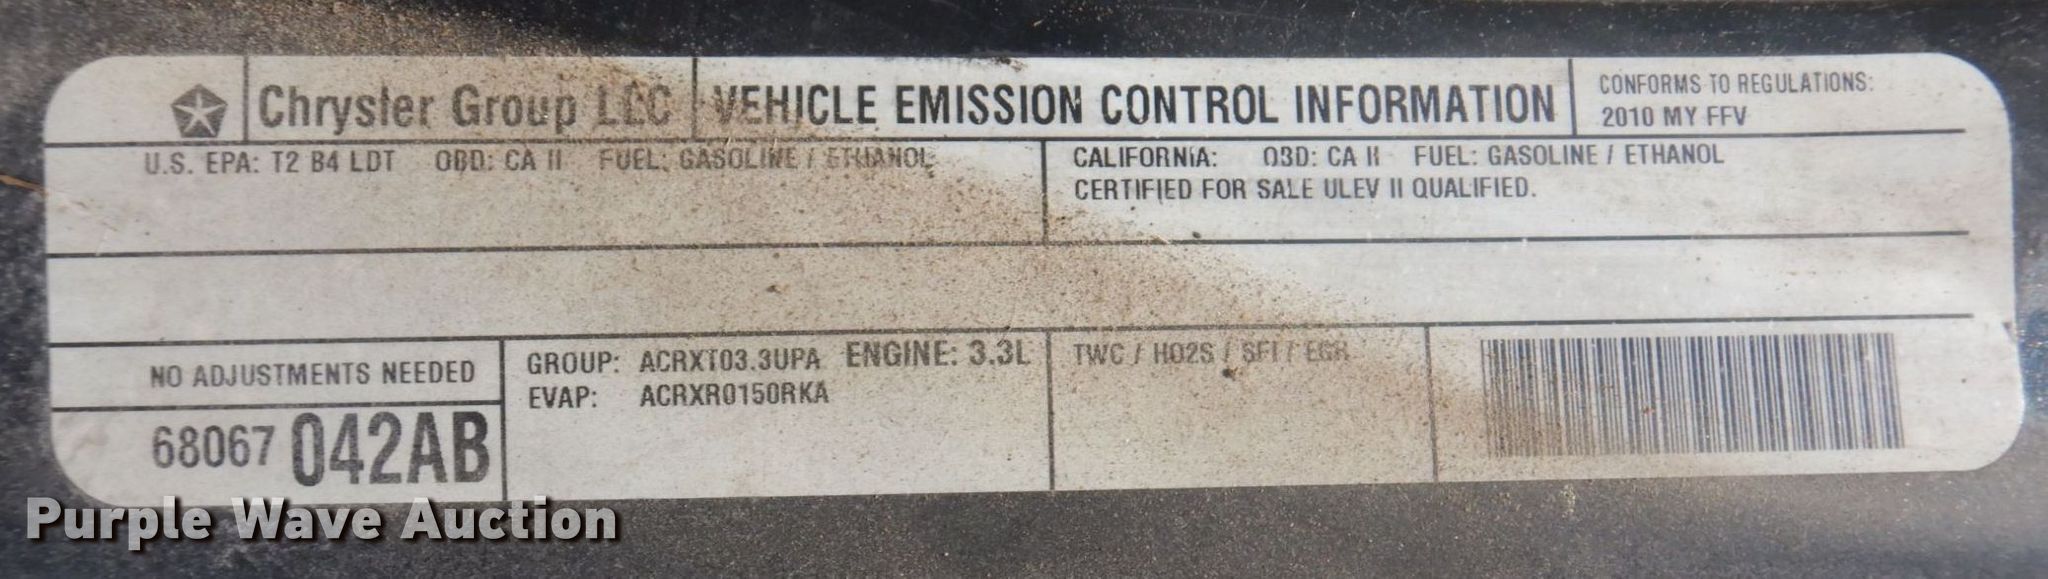 Chrysler Group LLC
VEHICLE EMISSION CONTROL INFORMATION
CONFORMS TO REGULATIONS:
2010 MY FFV
U.S. EPA: T2 B4 LDT OBD: CA II FUEL: GASOLINE / ETHANOL
CALIFORNIA: OBD: CA II FUEL: GASOLINE / ETHANOL
CERTIFIED FOR SALE ULEV II QUALIFIED.
NO ADJUSTMENTS NEEDED
68067 042AB
GROUP: ACRXT03.3UPA ENGINE: 3.3L
EVAP: ACRXR0150RKA
TWC / HO2S / SFI / EGR
Purple Wave Auction